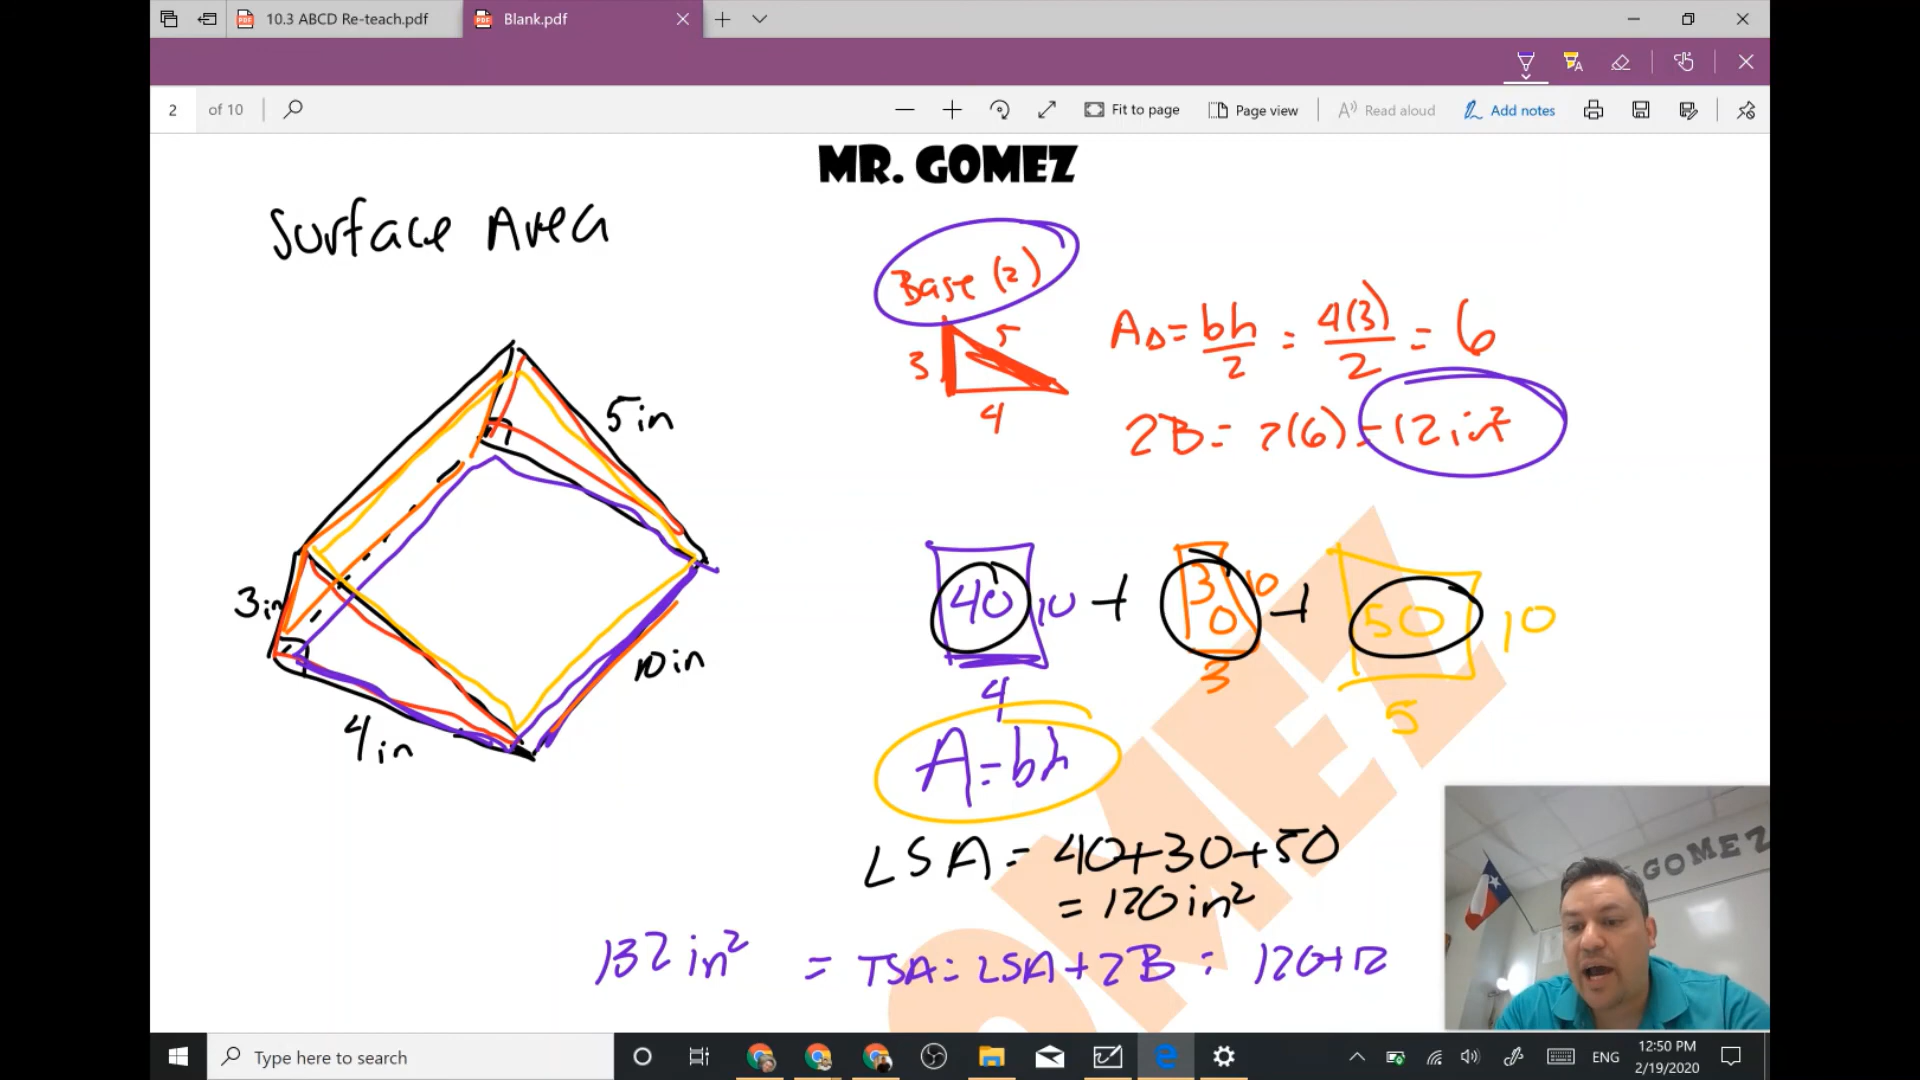 10.3 ABCD Re-teach.pdf
Blank.pdf
2 of 10
Fit to page
Page view
Read aloud
Add notes
MR. GOMEZ
Surface Area
Base (2)
3
5
4
A△ = bh/2 = 4(3)/2 = 6
2B = 2(6) = 12 in²
5 in
3 in
4 in
10 in
40 10 + 30 10 + 50 10
4 3 5
A = bh
LSA = 40+30+50
= 120 in²
132 in² = TSA = LSA + 2B = 120+12
OMEZ
GOMEZ
Type here to search
ENG
12:50 PM
2/19/2020